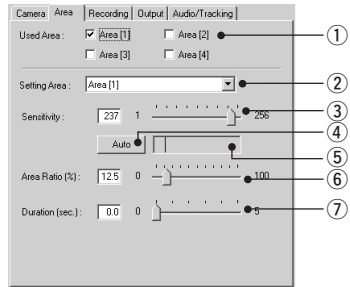 Camera Area Recording Output Audio/Tracking
Used Area : Area [1] Area [2] ①
Area [3] Area [4]
Setting Area : Area [1] ②
Sensitivity : 237 1 256 ③
Auto ④
⑤
Area Ratio (%) : 12.5 0 100 ⑥
Duration (sec.) : 0.0 0 5 ⑦